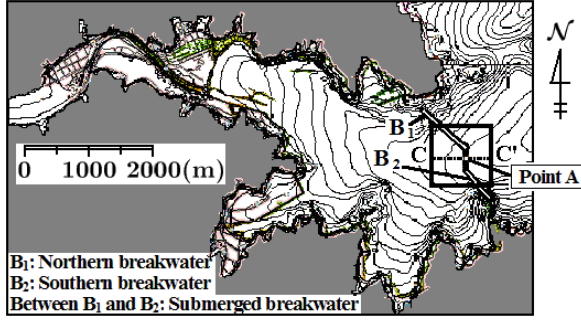 N
B₁
B₂
C
C'
Point A
0 1000 2000(m)
B₁: Northern breakwater
B₂: Southern breakwater
Between B₁ and B₂: Submerged breakwater